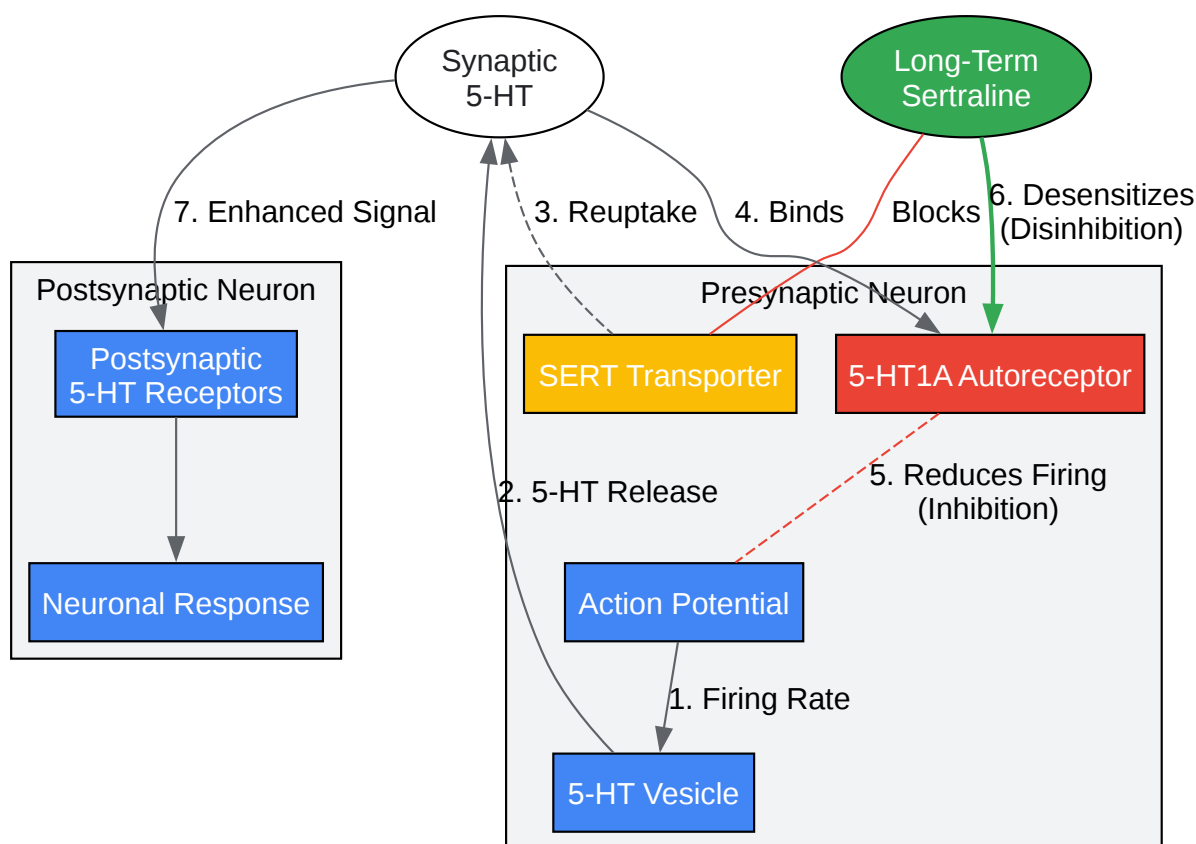 Synaptic
5-HT
Long-Term
Sertraline
7. Enhanced Signal
3. Reuptake
4. Binds
Blocks
6. Desensitizes
(Disinhibition)
Postsynaptic Neuron
Presynaptic Neuron
Postsynaptic
5-HT Receptors
SERT Transporter
5-HT1A Autoreceptor
2. 5-HT Release
5. Reduces Firing
(Inhibition)
Neuronal Response
Action Potential
1. Firing Rate
5-HT Vesicle